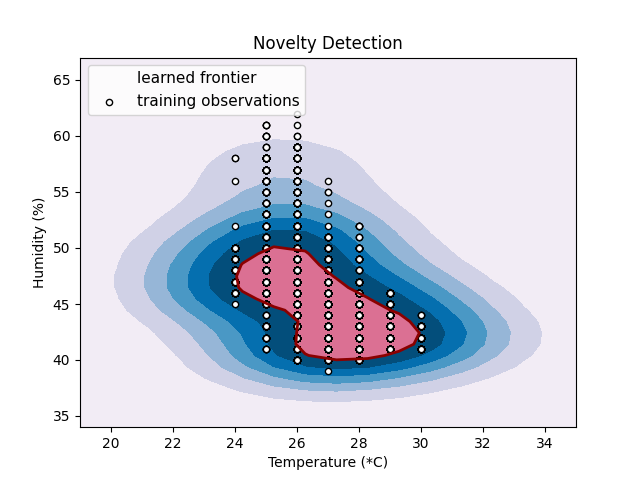 Novelty Detection
learned frontier
training observations
65
60
55
50
45
40
35
Humidity (%)
20 22 24 26 28 30 32 34
Temperature (*C)